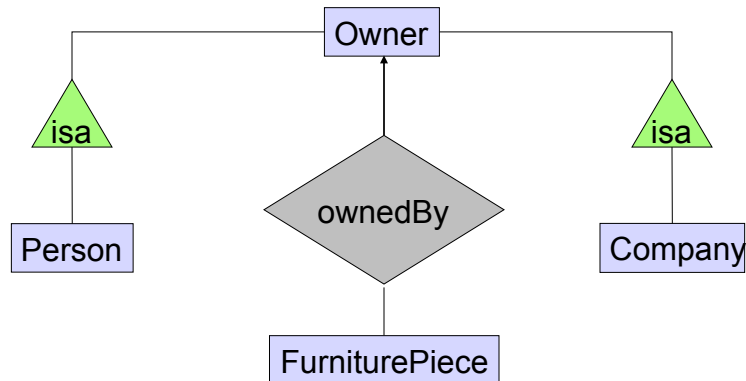 Owner
isa
isa
ownedBy
Person
Company
FurniturePiece